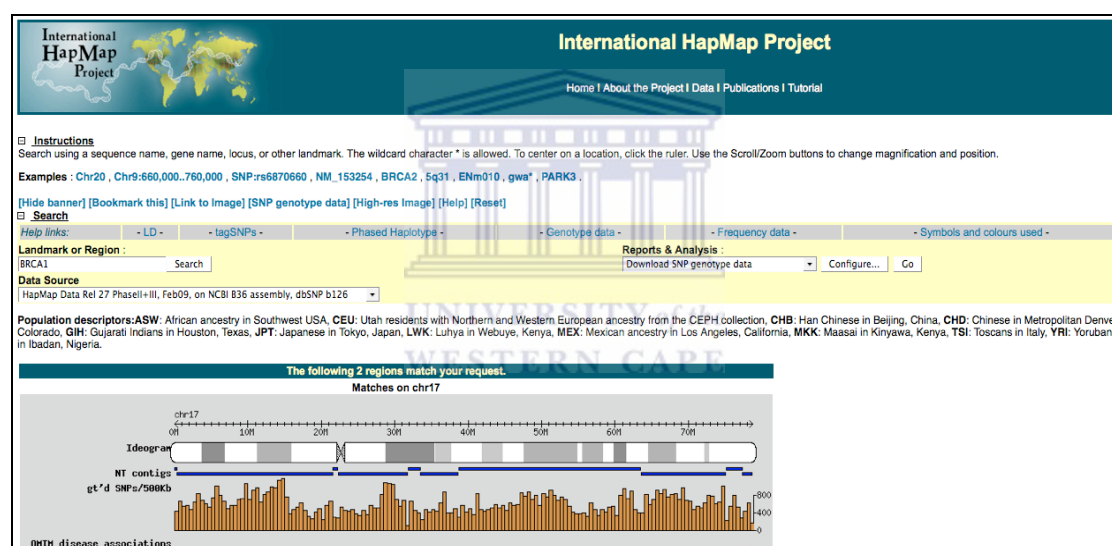 International
HapMap
Project
International HapMap Project
Home I About the Project I Data I Publications I Tutorial
Instructions
Search using a sequence name, gene name, locus, or other landmark. The wildcard character * is allowed. To center on a location, click the ruler. Use the Scroll/Zoom buttons to change magnification and position.
Examples : Chr20 , Chr9:660,000..760,000 , SNP:rs6870660 , NM_153254 , BRCA2 , 5q31 , ENm010 , gwa* , PARK3 .
[Hide banner] [Bookmark this] [Link to Image] [SNP genotype data] [High-res Image] [Help] [Reset]
Search
Help links: - LD - - tagSNPs - - Phased Haplotype - - Genotype data - - Frequency data - - Symbols and colours used -
Landmark or Region : Reports & Analysis :
BRCA1 Search Download SNP genotype data Configure... Go
Data Source
HapMap Data Rel 27 PhaseII+III, Feb09, on NCBI B36 assembly, dbSNP b126
Population descriptors:ASW: African ancestry in Southwest USA, CEU: Utah residents with Northern and Western European ancestry from the CEPH collection, CHB: Han Chinese in Beijing, China, CHD: Chinese in Metropolitan Denve
Colorado, GIH: Gujarati Indians in Houston, Texas, JPT: Japanese in Tokyo, Japan, LWK: Luhya in Webuye, Kenya, MEX: Mexican ancestry in Los Angeles, California, MKK: Maasai in Kinyawa, Kenya, TSI: Toscans in Italy, YRI: Yoruban
in Ibadan, Nigeria.
UNIVERSITY of the
WESTERN CAPE
The following 2 regions match your request.
Matches on chr17
chr17
0M 10M 20M 30M 40M 50M 60M 70M
Ideogram
NT contigs
gt'd SNPs/500Kb
800
400
0
OMIM disease associations